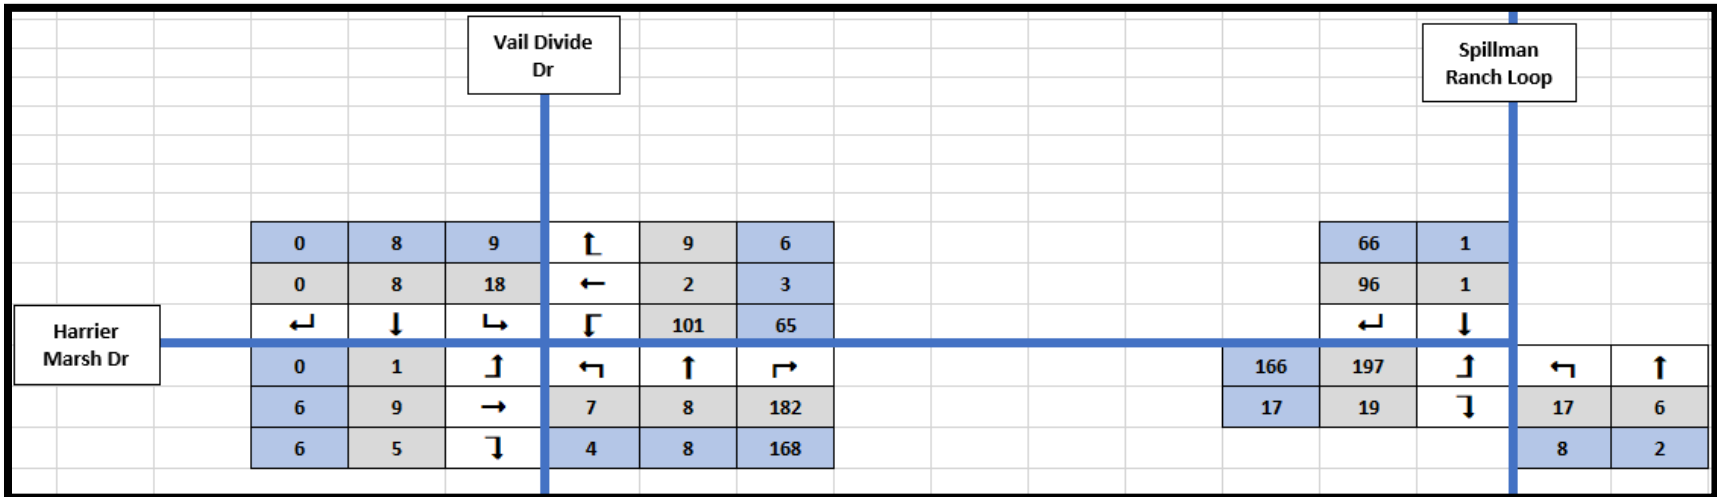 Vail Divide
Dr
Spillman
Ranch Loop
0 8 9 ↰ 9 6 66 1
0 8 18 ← 2 3 96 1
Harrier
Marsh Dr
↵ ↓ ↳ ↲ 101 65 ↵ ↓
0 1 ↥ ↰ ↑ ↱ 166 197 ↥ ↰ ↑
6 9 → 7 8 182 17 19 ↴ 17 6
6 5 ↴ 4 8 168 8 2